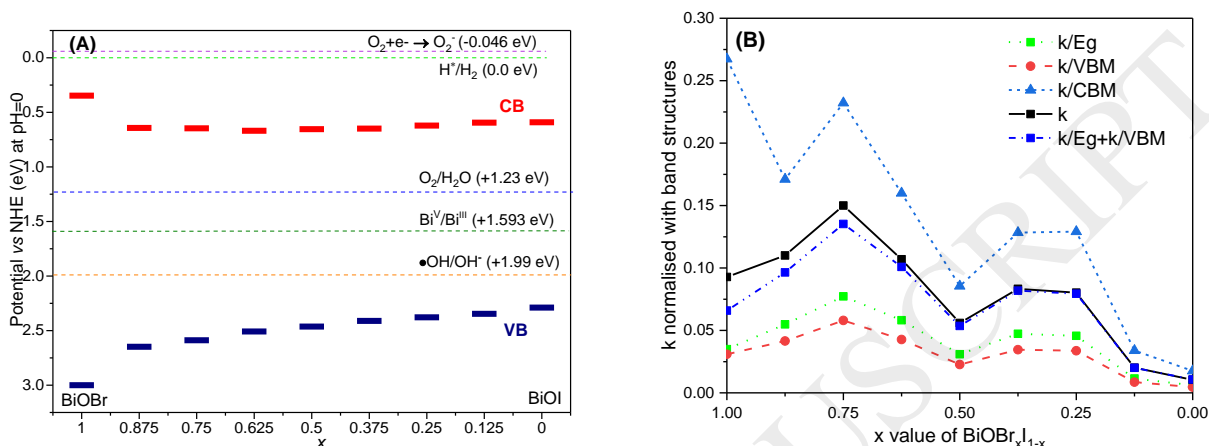 (A)
O₂+e- → O₂⁻ (-0.046 eV)
H⁺/H₂ (0.0 eV)
CB
O₂/H₂O (+1.23 eV)
Biⱽ/Biᴵᴵᴵ (+1.593 eV)
●OH/OH⁻ (+1.99 eV)
VB
BiOBr
BiOI
Potential vs NHE (eV) at pH=0
0.0
0.5
1.0
1.5
2.0
2.5
3.0
1 0.875 0.75 0.625 0.5 0.375 0.25 0.125 0
x
(B)
k/Eg
k/VBM
k/CBM
k
k/Eg+k/VBM
k normalised with band structures
0.30
0.25
0.20
0.15
0.10
0.05
0.00
1.00 0.75 0.50 0.25 0.00
x value of BiOBrₓI₁₋ₓ
USCRIPT